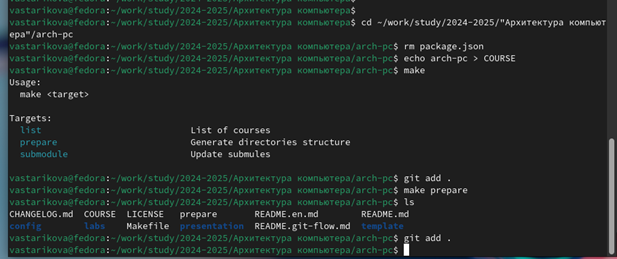 vastarikova@fedora:~/work/study/2024-2025/Архитектура компьютера$
vastarikova@fedora:~/work/study/2024-2025/Архитектура компьютера$ cd ~/work/study/2024-2025/"Архитектура компьют
ера"/arch-pc
vastarikova@fedora:~/work/study/2024-2025/Архитектура компьютера/arch-pc$ rm package.json
vastarikova@fedora:~/work/study/2024-2025/Архитектура компьютера/arch-pc$ echo arch-pc > COURSE
vastarikova@fedora:~/work/study/2024-2025/Архитектура компьютера/arch-pc$ make
Usage:
  make <target>

Targets:
  list                          List of courses
  prepare                       Generate directories structure
  submodule                     Update submules

vastarikova@fedora:~/work/study/2024-2025/Архитектура компьютера/arch-pc$ git add .
vastarikova@fedora:~/work/study/2024-2025/Архитектура компьютера/arch-pc$ make prepare
vastarikova@fedora:~/work/study/2024-2025/Архитектура компьютера/arch-pc$ ls
CHANGELOG.md  COURSE  LICENSE   prepare       README.en.md        README.md
config        labs    Makefile  presentation  README.git-flow.md  template
vastarikova@fedora:~/work/study/2024-2025/Архитектура компьютера/arch-pc$ git add .
vastarikova@fedora:~/work/study/2024-2025/Архитектура компьютера/arch-pc$